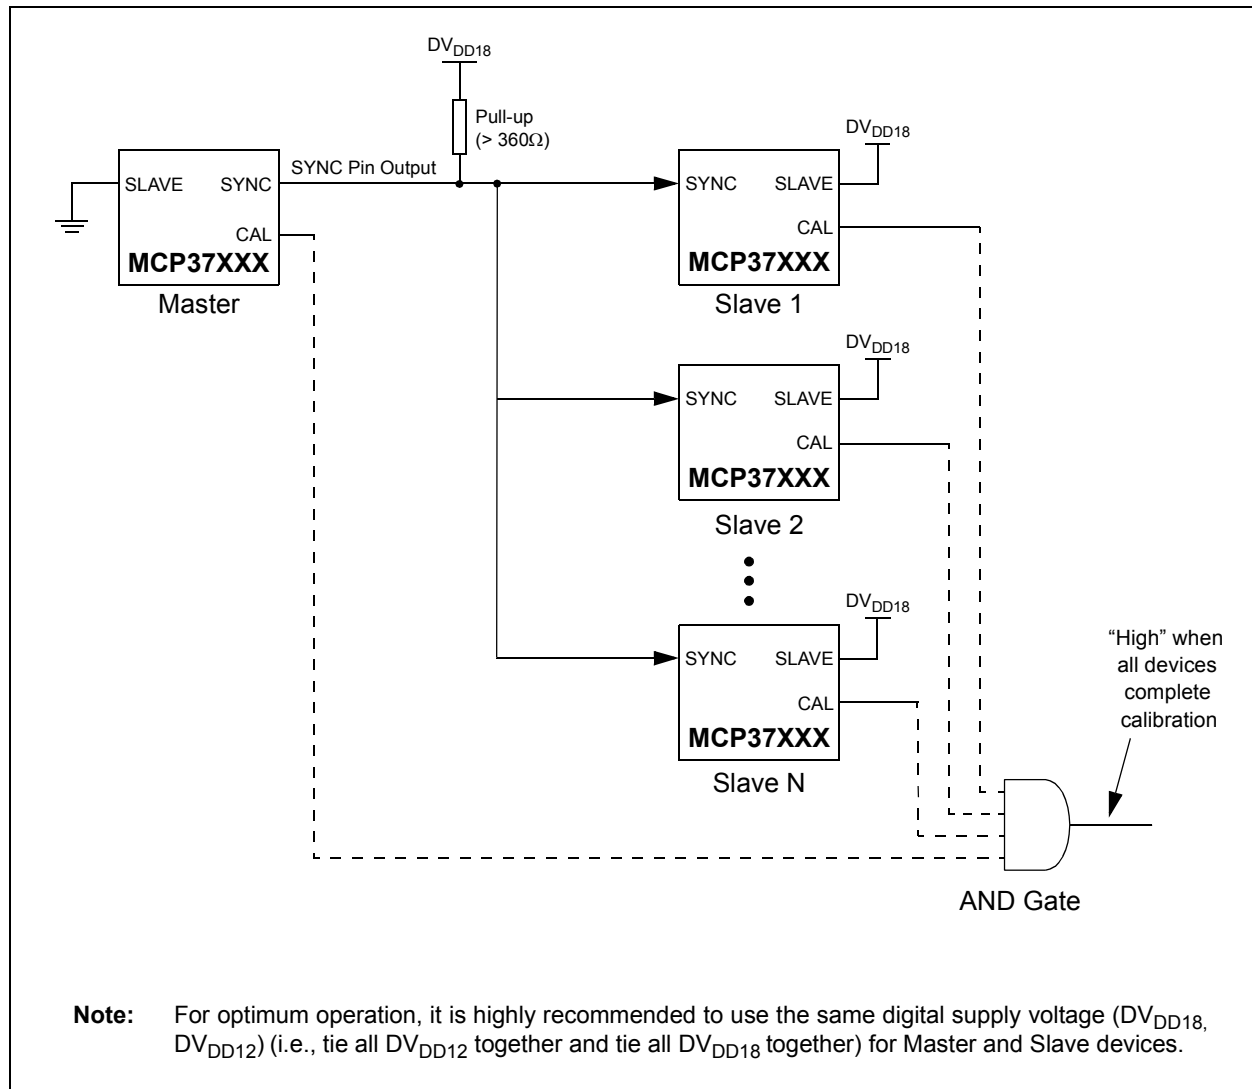 DVDD18
Pull-up
(> 360Ω)
SYNC Pin Output
SLAVE SYNC
CAL
MCP37XXX
Master
DVDD18
SYNC SLAVE
CAL
MCP37XXX
Slave 1
DVDD18
SYNC SLAVE
CAL
MCP37XXX
Slave 2
DVDD18
SYNC SLAVE
CAL
MCP37XXX
Slave N
“High” when
all devices
complete
calibration
AND Gate
Note: For optimum operation, it is highly recommended to use the same digital supply voltage (DVDD18,
DVDD12) (i.e., tie all DVDD12 together and tie all DVDD18 together) for Master and Slave devices.